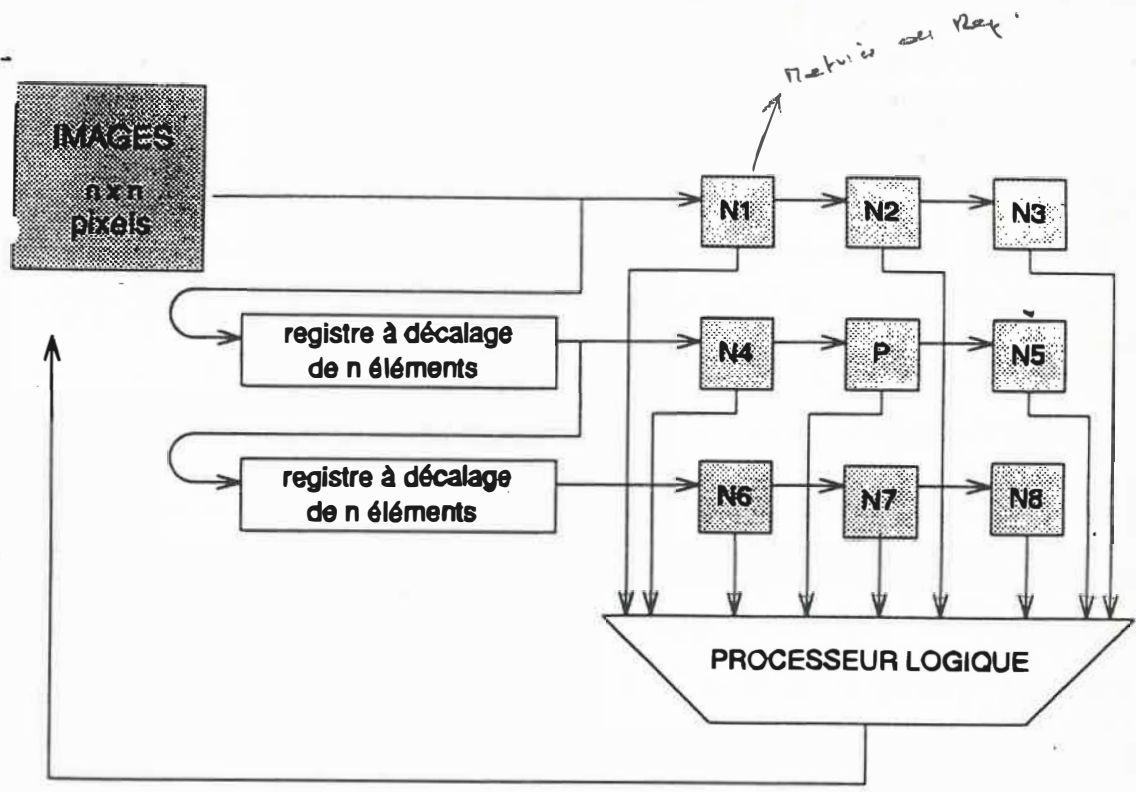 IMAGES
n x n
pixels
N1
N2
N3
registre à décalage
de n éléments
N4
P
N5
registre à décalage
de n éléments
N6
N7
N8
PROCESSEUR LOGIQUE